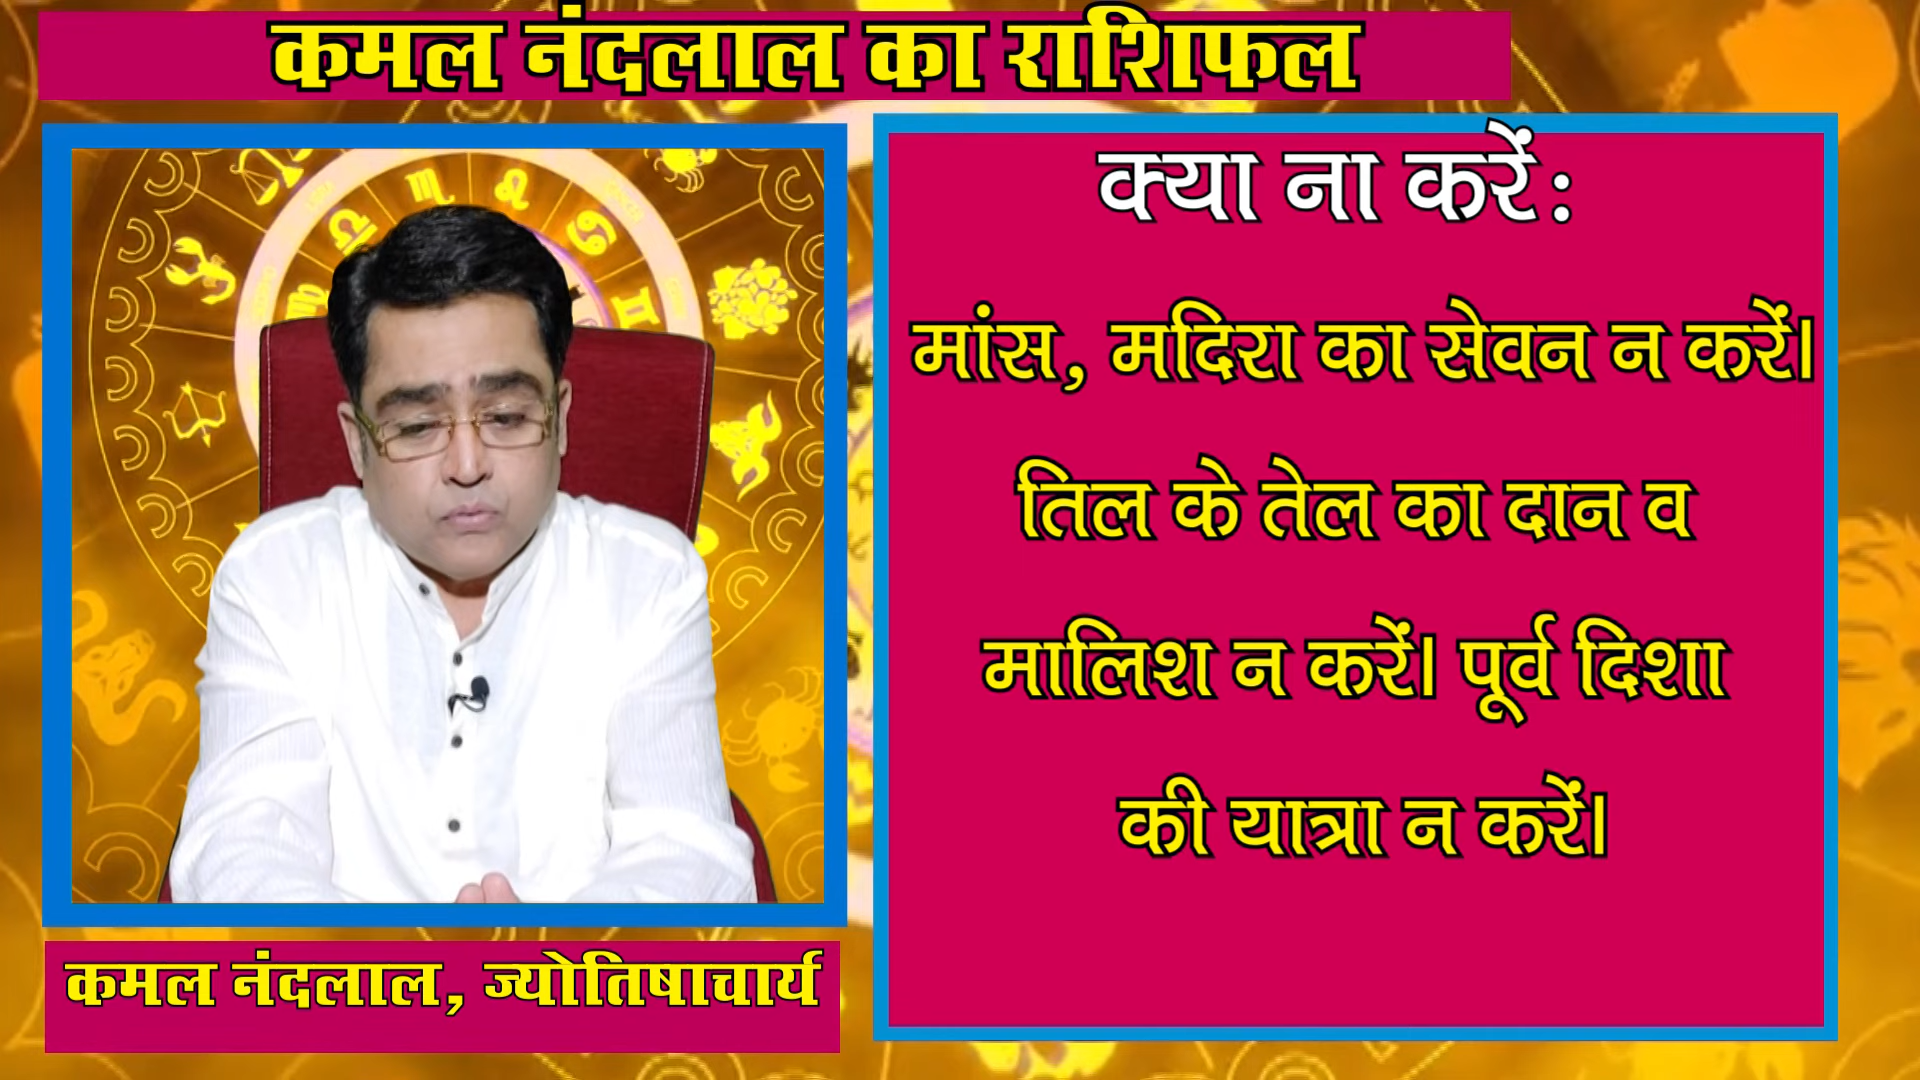 कमल नंदलाल का राशिफल
क्या ना करें:
मांस, मदिरा का सेवन न करें।
तिल के तेल का दान व
मालिश न करें। पूर्व दिशा
की यात्रा न करें।
कमल नंदलाल, ज्योतिषाचार्य